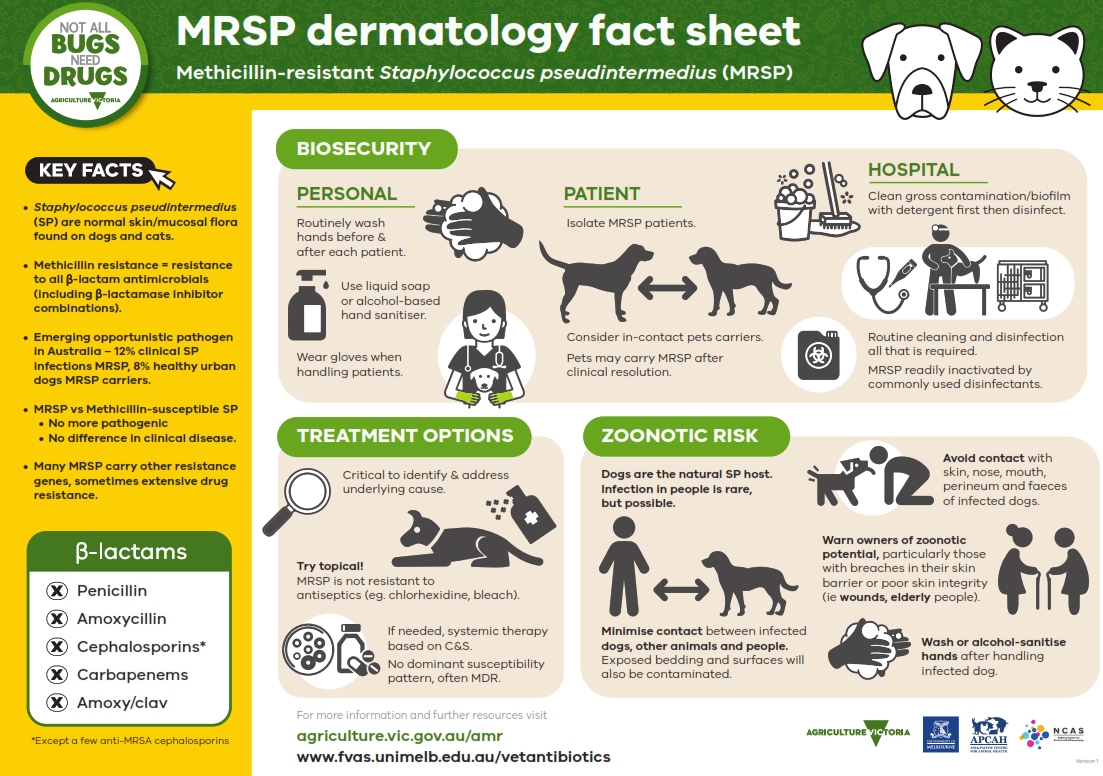 NOT ALL
BUGS
NEED
DRUGS
AGRICULTURE VICTORIA
MRSP dermatology fact sheet
Methicillin-resistant Staphylococcus pseudintermedius (MRSP)
KEY FACTS
• Staphylococcus pseudintermedius
(SP) are normal skin/mucosal flora
found on dogs and cats.
• Methicillin resistance = resistance
to all β-lactam antimicrobials
(including β-lactamase inhibitor
combinations).
• Emerging opportunistic pathogen
in Australia – 12% clinical SP
infections MRSP, 8% healthy urban
dogs MRSP carriers.
• MRSP vs Methicillin-susceptible SP
• No more pathogenic
• No difference in clinical disease.
• Many MRSP carry other resistance
genes, sometimes extensive drug
resistance.
β-lactams
X Penicillin
X Amoxycillin
X Cephalosporins*
X Carbapenems
X Amoxy/clav
*Except a few anti-MRSA cephalosporins
BIOSECURITY
PERSONAL
Routinely wash
hands before &
after each patient.
Use liquid soap
or alcohol-based
hand sanitiser.
Wear gloves when
handling patients.
PATIENT
Isolate MRSP patients.
Consider in-contact pets carriers.
Pets may carry MRSP after
clinical resolution.
HOSPITAL
Clean gross contamination/biofilm
with detergent first then disinfect.
Routine cleaning and disinfection
all that is required.
MRSP readily inactivated by
commonly used disinfectants.
TREATMENT OPTIONS
Critical to identify & address
underlying cause.
Try topical!
MRSP is not resistant to
antiseptics (eg. chlorhexidine, bleach).
If needed, systemic therapy
based on C&S.
No dominant susceptibility
pattern, often MDR.
ZOONOTIC RISK
Dogs are the natural SP host.
Infection in people is rare,
but possible.
Minimise contact between infected
dogs, other animals and people.
Exposed bedding and surfaces will
also be contaminated.
Avoid contact with
skin, nose, mouth,
perineum and faeces
of infected dogs.
Warn owners of zoonotic
potential, particularly those
with breaches in their skin
barrier or poor skin integrity
(ie wounds, elderly people).
Wash or alcohol-sanitise
hands after handling
infected dog.
For more information and further resources visit
agriculture.vic.gov.au/amr
www.fvas.unimelb.edu.au/vetantibiotics
AGRICULTURE VICTORIA
MELBOURNE
APCAH
NCAS
Version 1